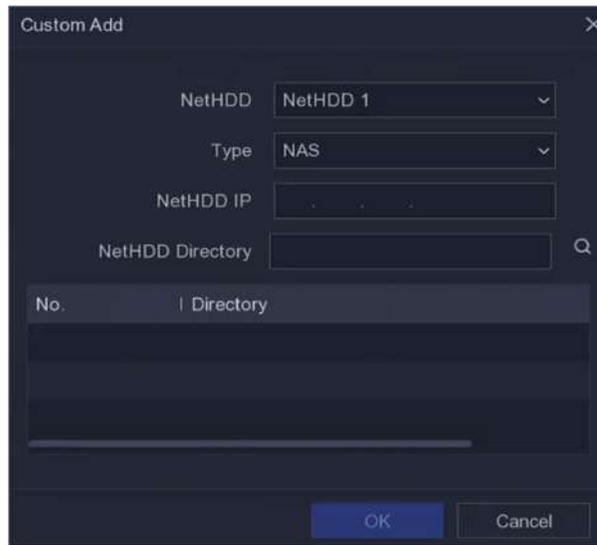 Custom Add
NetHDD NetHDD 1
Type NAS
NetHDD IP . . .
NetHDD Directory
No. Directory
OK Cancel